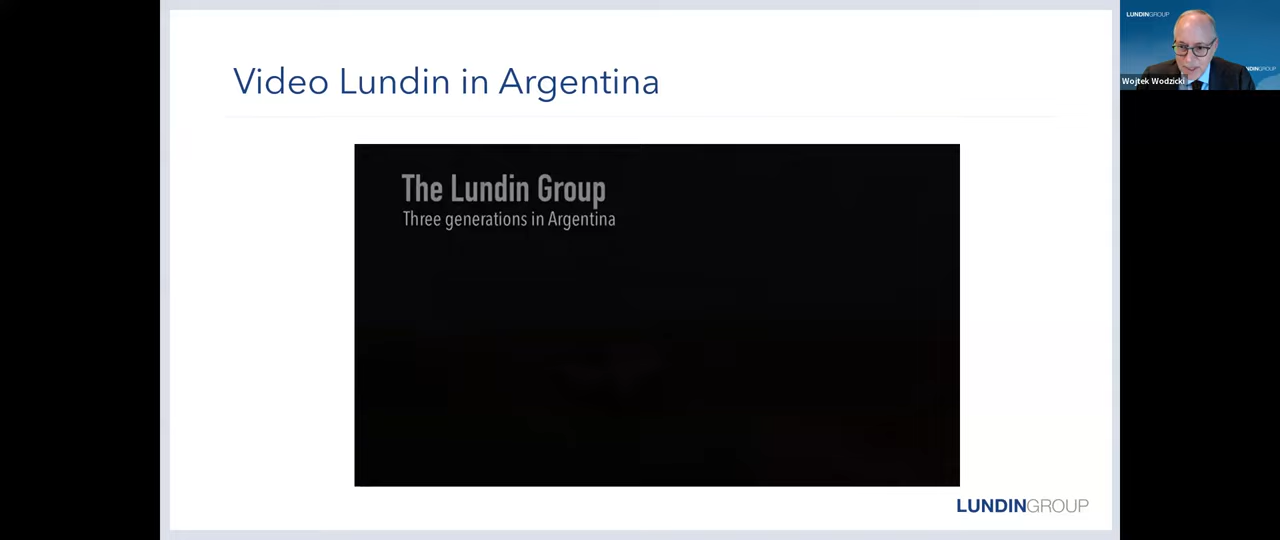 Video Lundin in Argentina
The Lundin Group
Three generations in Argentina
LUNDINGROUP
LUNDINGROUP
Wojtek Wodzicki